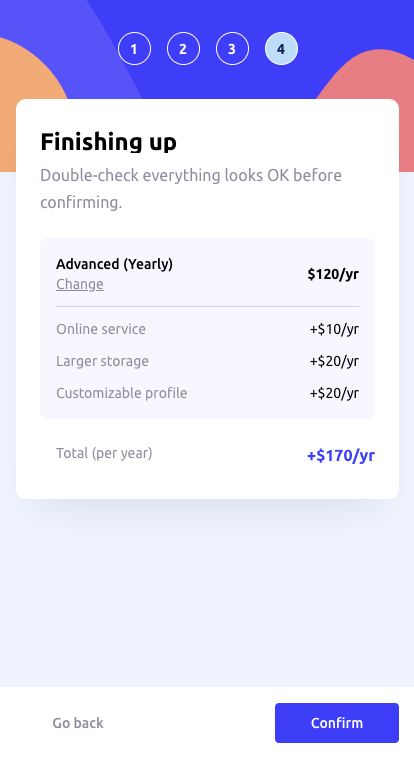 1 2 3 4
Finishing up
Double-check everything looks OK before
confirming.
Advanced (Yearly)
$120/yr
Change
Online service +$10/yr
Larger storage +$20/yr
Customizable profile +$20/yr
Total (per year) +$170/yr
Go back Confirm